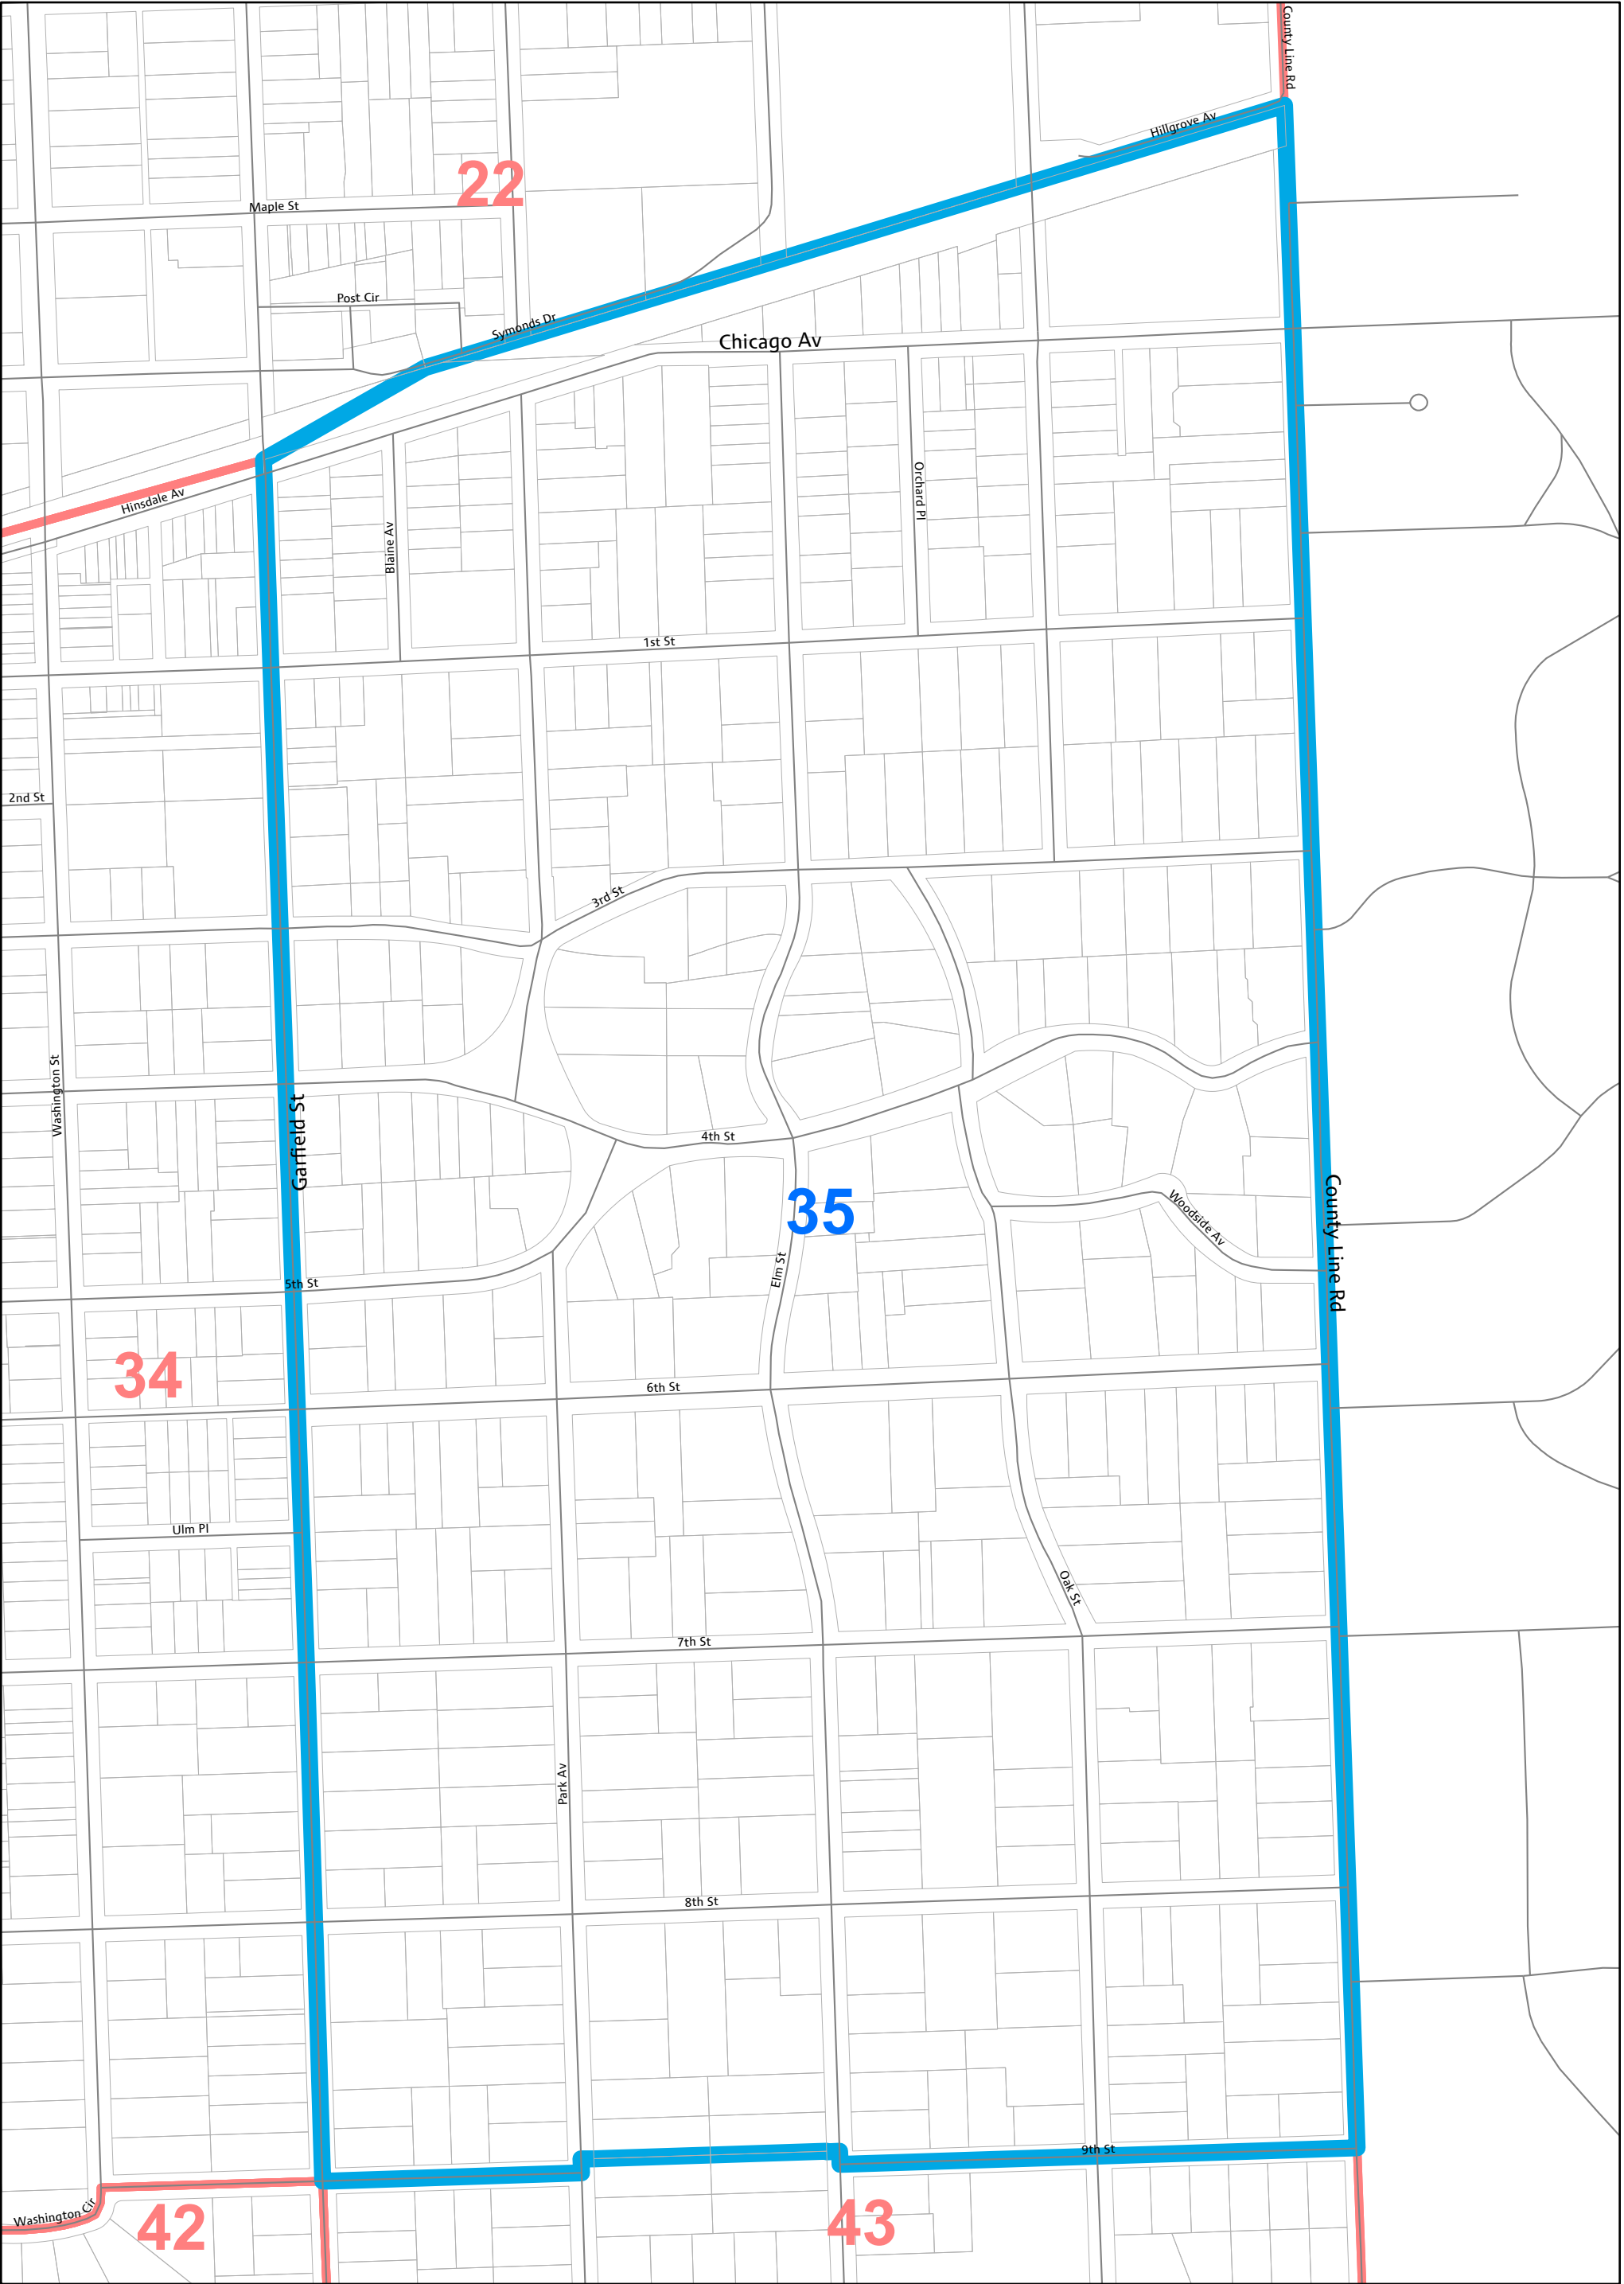 County Line Rd
Hillgrove Av
22
Maple St
Post Cir
Symonds Dr
Chicago Av
Hinsdale Av
Orchard Pl
Blaine Av
1st St
2nd St
3rd St
Washington St
Garfield St
4th St
35
Woodside Av
County Line Rd
Elm St
5th St
34
6th St
Ulm Pl
Oak St
7th St
Park Av
8th St
9th St
Washington Cir
42
43